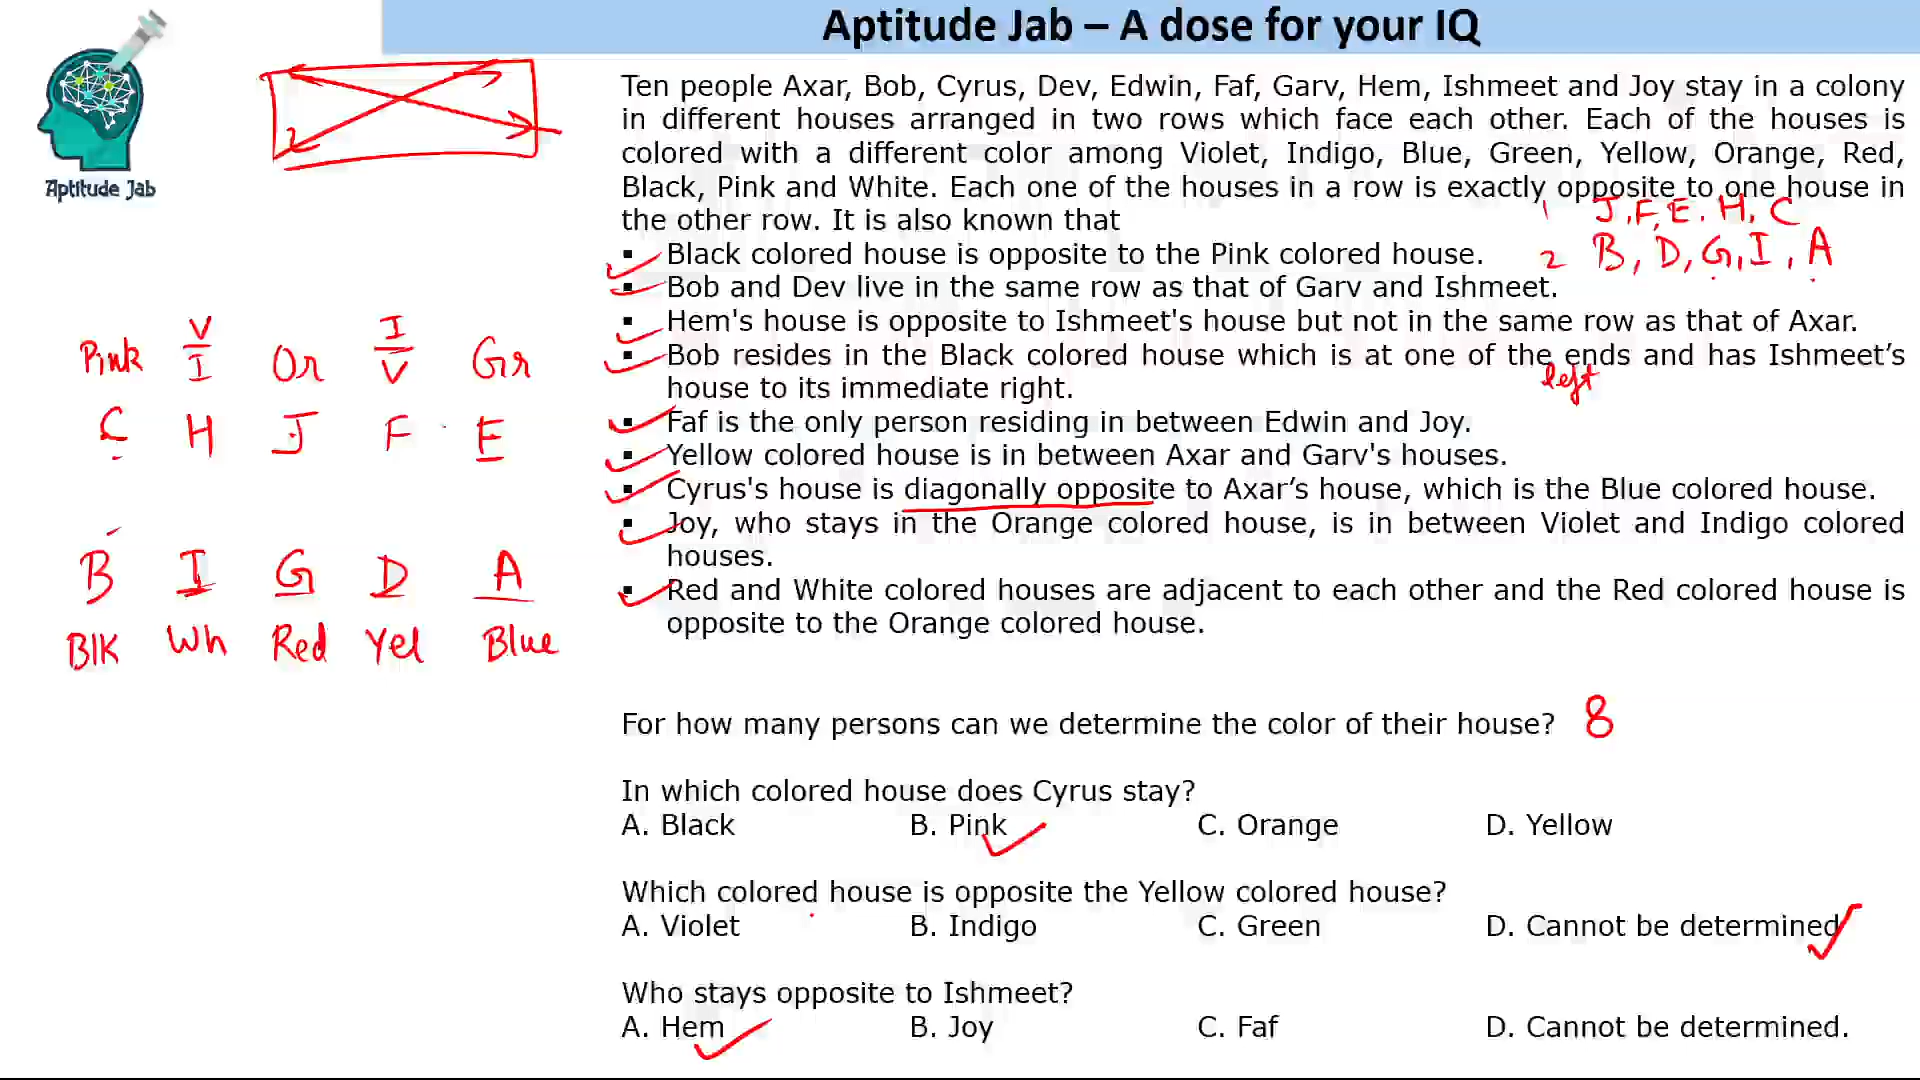 Aptitude Jab – A dose for your IQ
Aptitude Jab
Ten people Axar, Bob, Cyrus, Dev, Edwin, Faf, Garv, Hem, Ishmeet and Joy stay in a colony
in different houses arranged in two rows which face each other. Each of the houses is
colored with a different color among Violet, Indigo, Blue, Green, Yellow, Orange, Red,
Black, Pink and White. Each one of the houses in a row is exactly opposite to one house in
the other row. It is also known that
1 J, F, E, H, C
2 B, D, G, I, A
▪ Black colored house is opposite to the Pink colored house.
▪ Bob and Dev live in the same row as that of Garv and Ishmeet.
▪ Hem's house is opposite to Ishmeet's house but not in the same row as that of Axar.
▪ Bob resides in the Black colored house which is at one of the ends and has Ishmeet's
house to its immediate right.
left
▪ Faf is the only person residing in between Edwin and Joy.
▪ Yellow colored house is in between Axar and Garv's houses.
▪ Cyrus's house is diagonally opposite to Axar's house, which is the Blue colored house.
▪ Joy, who stays in the Orange colored house, is in between Violet and Indigo colored
houses.
▪ Red and White colored houses are adjacent to each other and the Red colored house is
opposite to the Orange colored house.
V I
Pink I Or V Gr
C H J F E
B I G D A
Blk Wh Red Yel Blue
For how many persons can we determine the color of their house? 8
In which colored house does Cyrus stay?
A. Black B. Pink C. Orange D. Yellow
Which colored house is opposite the Yellow colored house?
A. Violet B. Indigo C. Green D. Cannot be determined
Who stays opposite to Ishmeet?
A. Hem B. Joy C. Faf D. Cannot be determined.